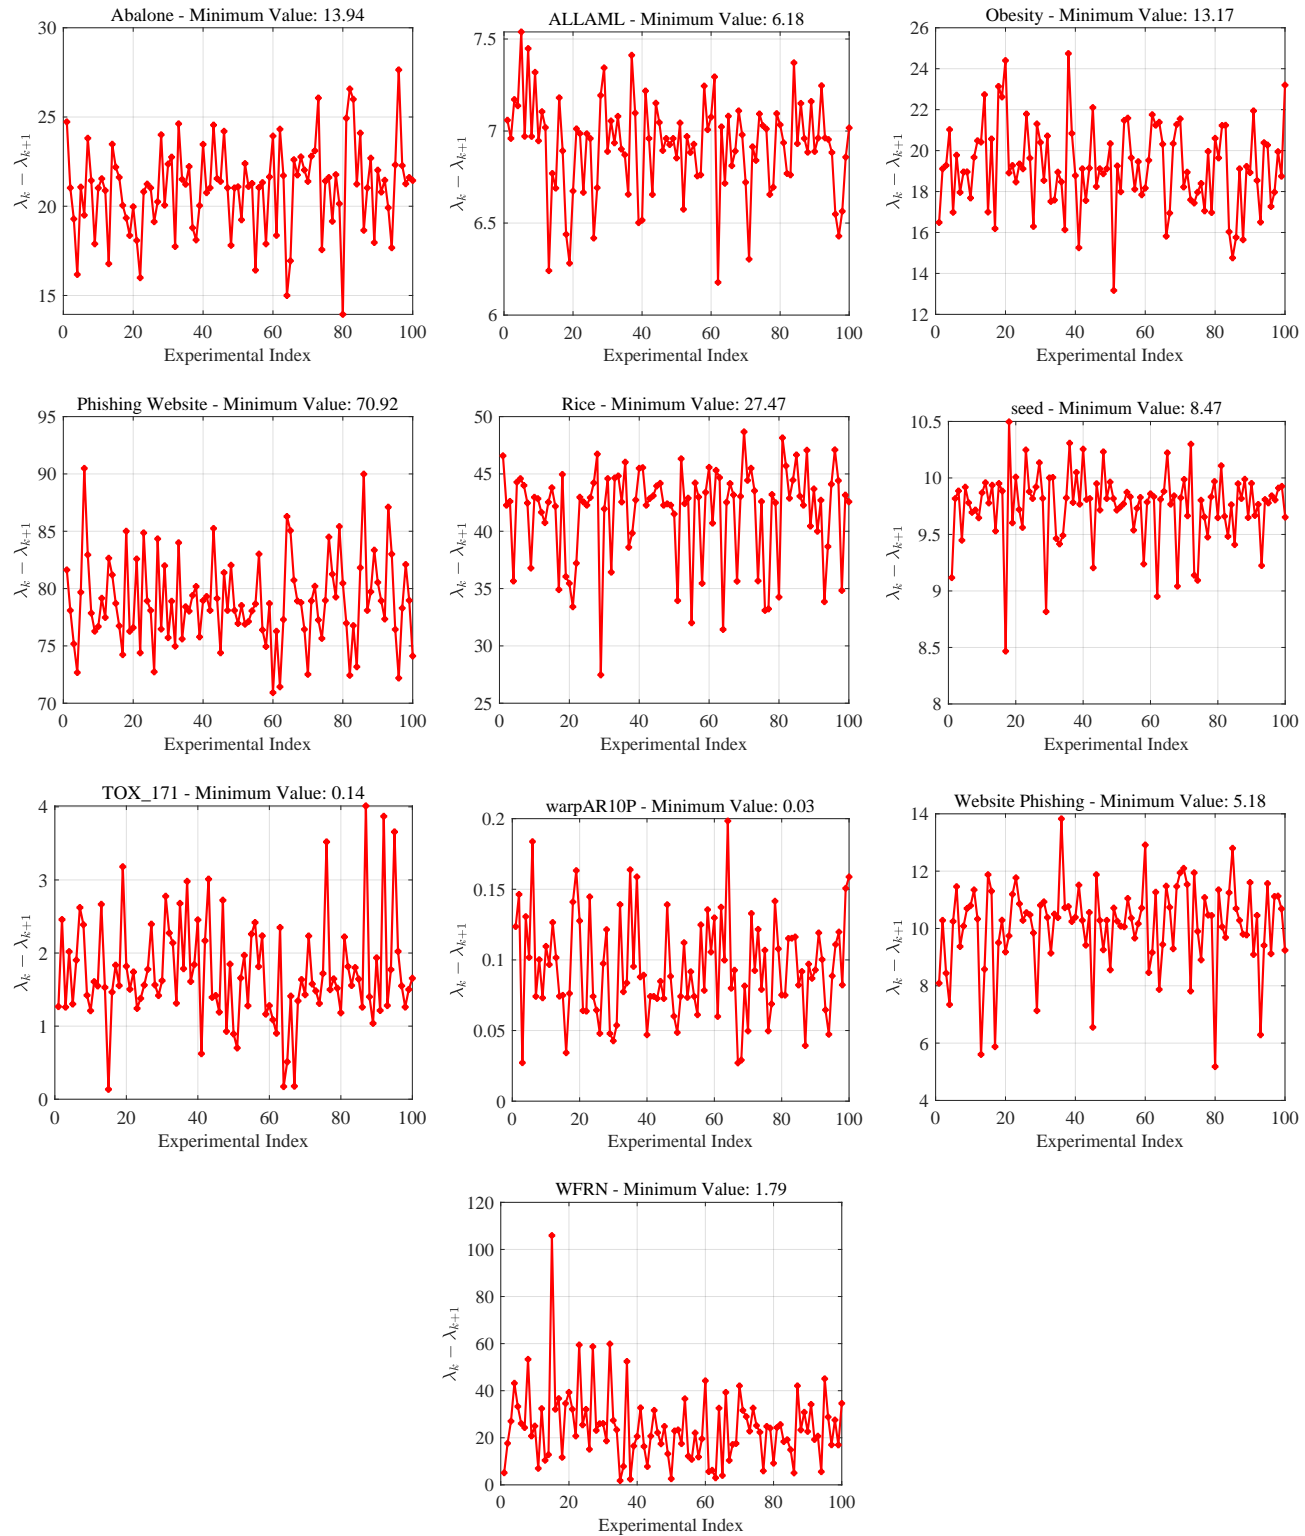 Abalone - Minimum Value: 13.94
30
25
20
15
λk − λk+1
0 20 40 60 80 100
Experimental Index
ALLAML - Minimum Value: 6.18
7.5
7
6.5
6
λk − λk+1
0 20 40 60 80 100
Experimental Index
Obesity - Minimum Value: 13.17
26
24
22
20
18
16
14
12
λk − λk+1
0 20 40 60 80 100
Experimental Index
Phishing Website - Minimum Value: 70.92
95
90
85
80
75
70
λk − λk+1
0 20 40 60 80 100
Experimental Index
Rice - Minimum Value: 27.47
50
45
40
35
30
25
λk − λk+1
0 20 40 60 80 100
Experimental Index
seed - Minimum Value: 8.47
10.5
10
9.5
9
8.5
8
λk − λk+1
0 20 40 60 80 100
Experimental Index
TOX_171 - Minimum Value: 0.14
4
3
2
1
0
λk − λk+1
0 20 40 60 80 100
Experimental Index
warpAR10P - Minimum Value: 0.03
0.2
0.15
0.1
0.05
0
λk − λk+1
0 20 40 60 80 100
Experimental Index
Website Phishing - Minimum Value: 5.18
14
12
10
8
6
4
λk − λk+1
0 20 40 60 80 100
Experimental Index
WFRN - Minimum Value: 1.79
120
100
80
60
40
20
0
λk − λk+1
0 20 40 60 80 100
Experimental Index